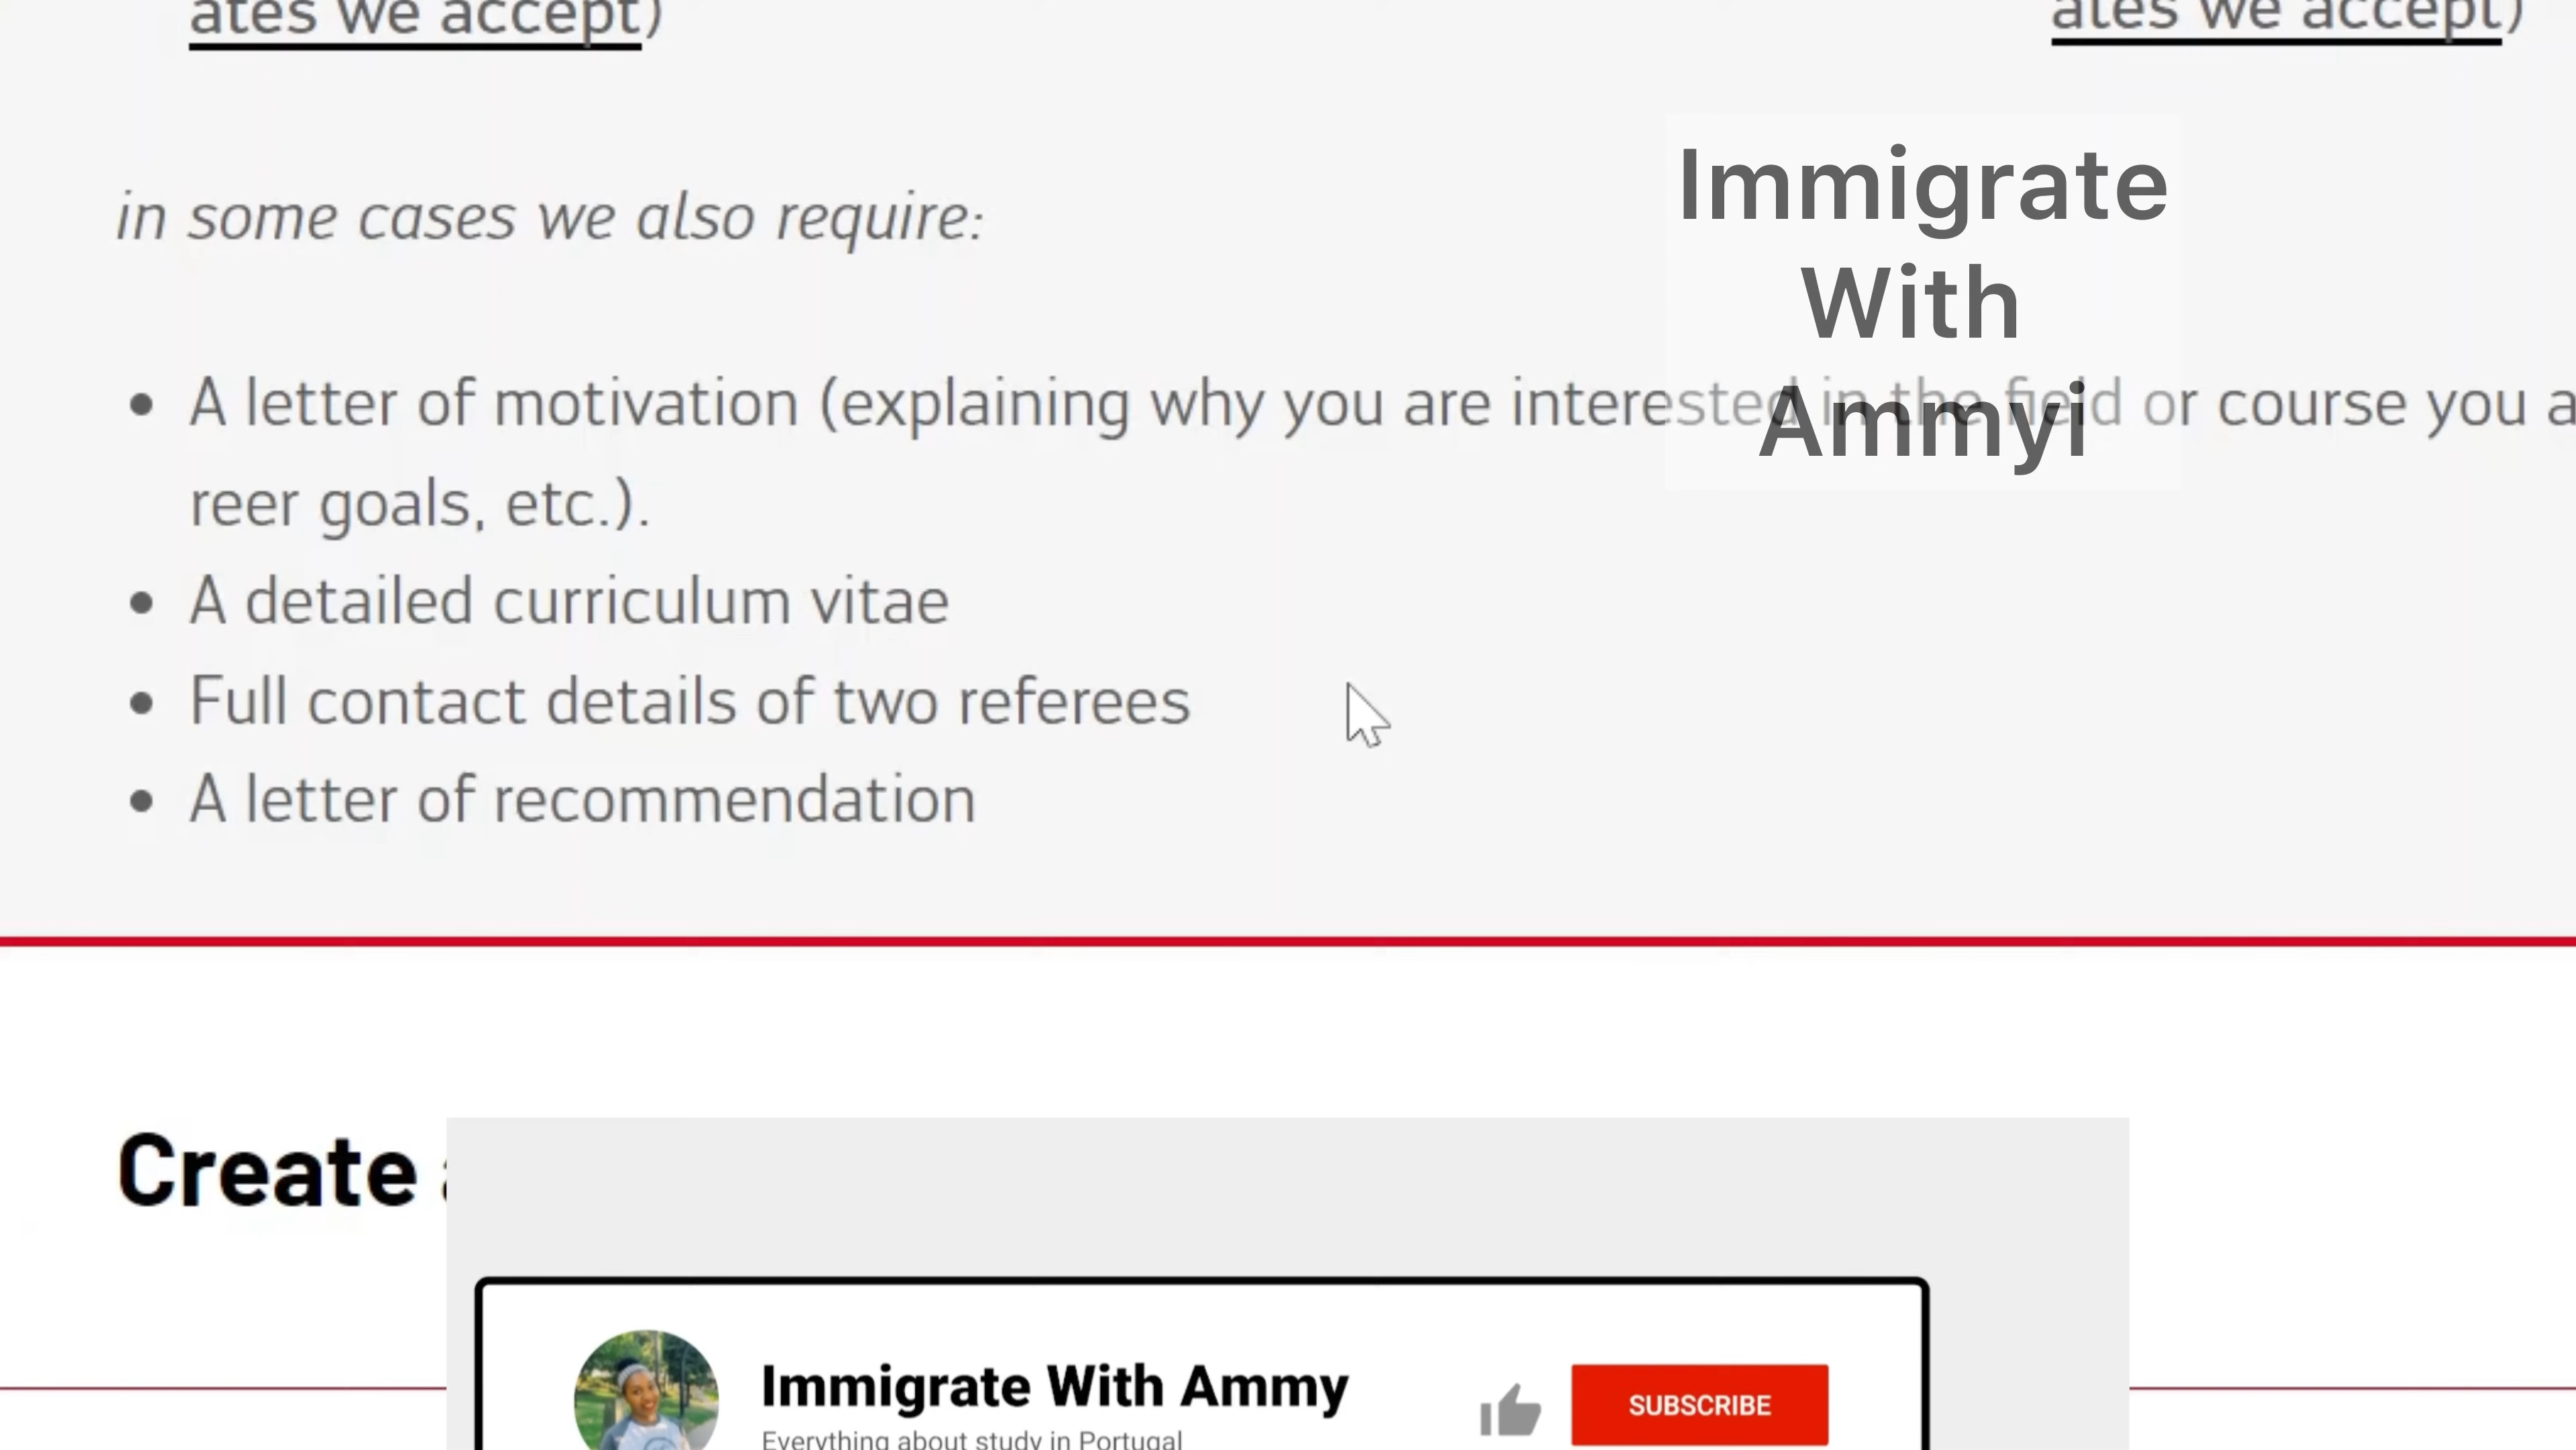 ates we accept)
ates we accept)
in some cases we also require:
Immigrate
With
Ammyi
A letter of motivation (explaining why you are interested in the field or course you a
reer goals, etc.).
A detailed curriculum vitae
Full contact details of two referees
A letter of recommendation
Create
Immigrate With Ammy
SUBSCRIBE
Everything about study in Portugal